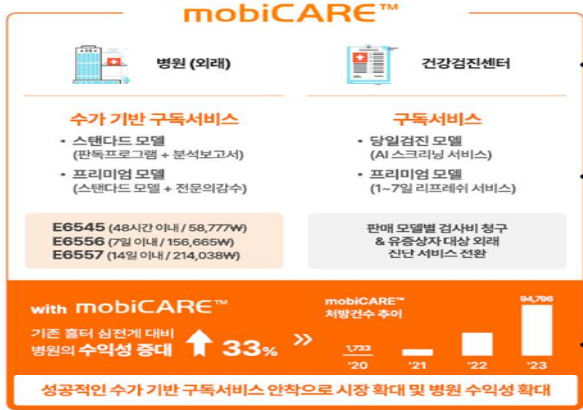 mobiCARE™
병원 (외래)
건강검진센터
수가 기반 구독서비스
• 스탠다드 모델
(판독프로그램 + 분석보고서)
• 프리미엄 모델
(스탠다드 모델 + 전문의감수)
구독서비스
• 당일검진 모델
(AI 스크리닝 서비스)
• 프리미엄 모델
(1~7일 리프레쉬 서비스)
E6545 (48시간 이내 / 58,777₩)
E6556 (7일 이내 / 156,665₩)
E6557 (14일 이내 / 214,038₩)
판매 모델별 검사비 청구
& 유증상자 대상 외래
진단 서비스 전환
with mobiCARE™
기존 홀터 심전계 대비
병원의 수익성 증대 33%
mobiCARE™
처방건수 추이
1,733
94,796
'20 '21 '22 '23
성공적인 수가 기반 구독서비스 안착으로 시장 확대 및 병원 수익성 확대